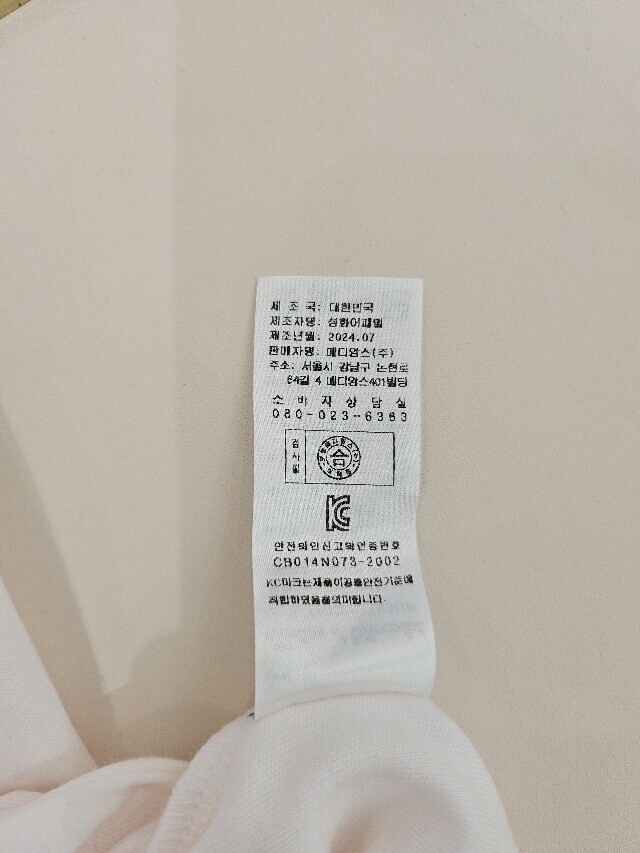 제 조 국: 대한민국
제조자명: 성화어패럴
제조년월: 2024.07
판매자명: 메디앙스(주)
주소: 서울시 강남구 논현로
64길 4 메디앙스401빌딩
소 비 자 상 담 실
080-023-6363
검사필
合
KC
안전확인신고확인증번호
CB014N073-2002
KC마크는제품이공통안전기준에
적합하였음을의미합니다.